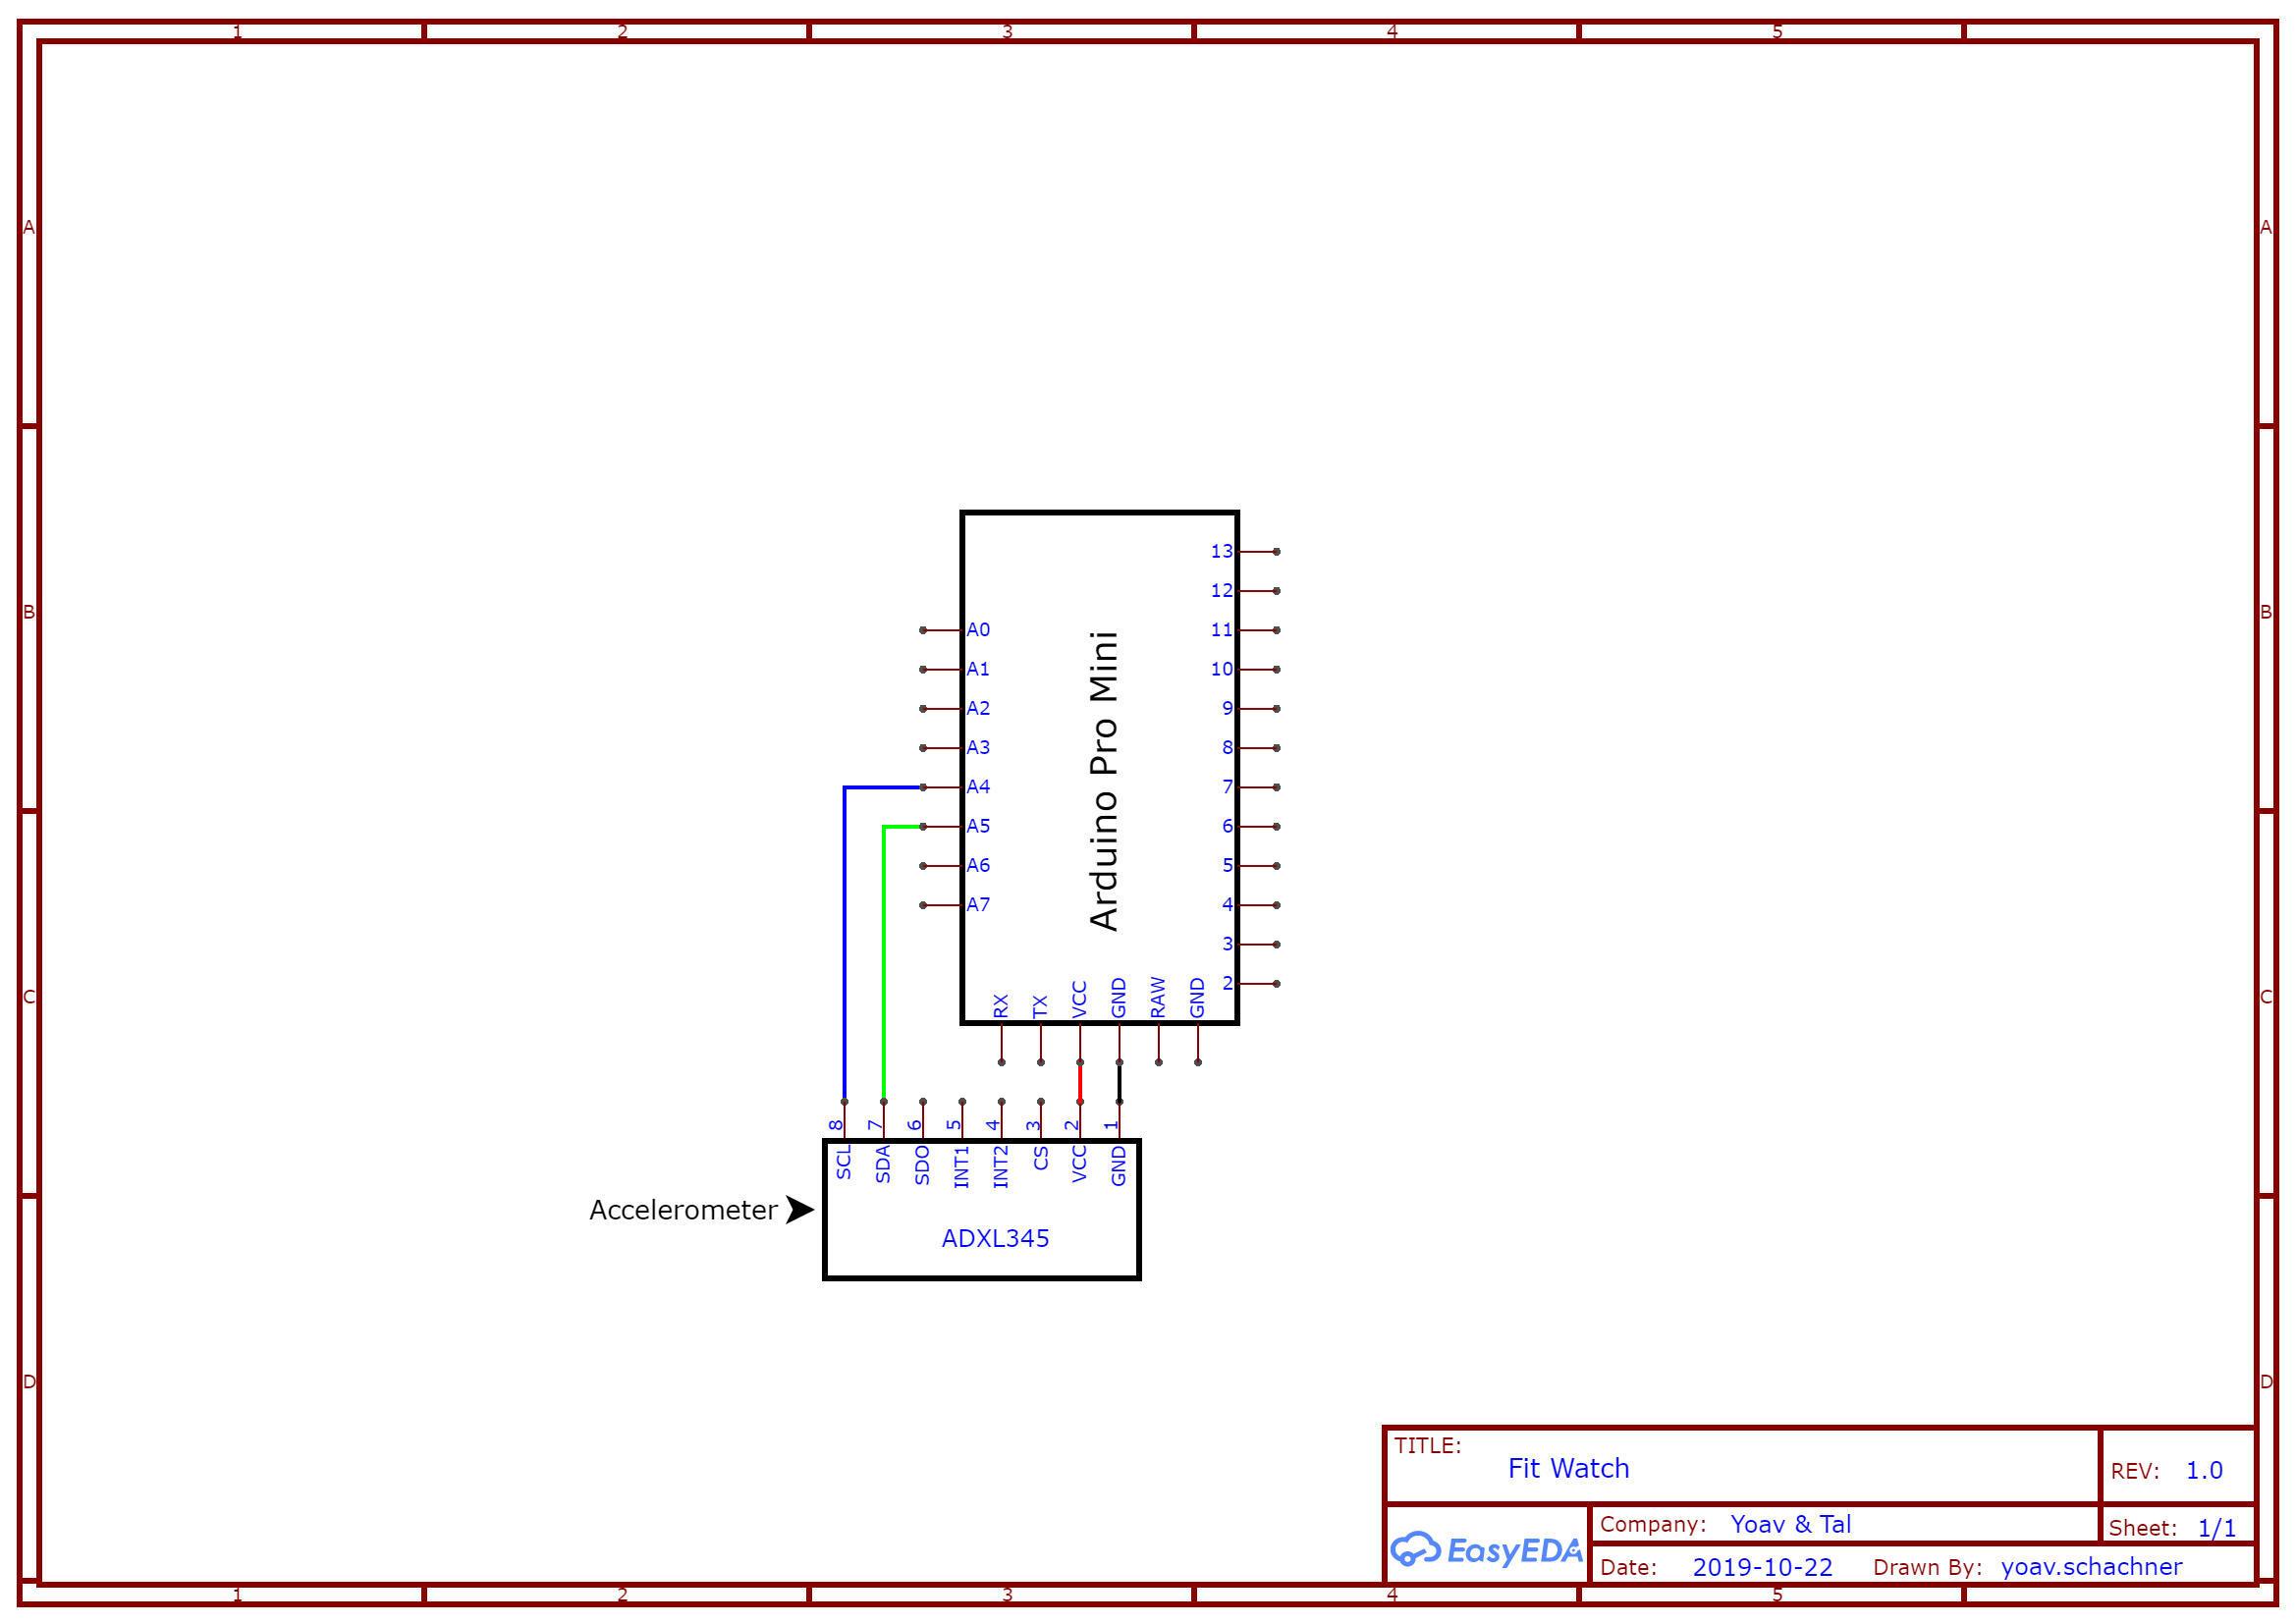 1 2 3 4 5
A A
B B
C C
D D
13
12
A0 11
A1 10
A2 9
A3 8
A4 7
A5 6
A6 5
A7 4
3
2
Arduino Pro Mini
RX TX VCC GND RAW GND
8 7 6 5 4 3 2 1
SCL SDA SDO INT1 INT2 CS VCC GND
Accelerometer
ADXL345
TITLE:
Fit Watch
REV: 1.0
EasyEDA
Company: Yoav & Tal
Sheet: 1/1
Date: 2019-10-22 Drawn By: yoav.schachner
1 2 3 4 5